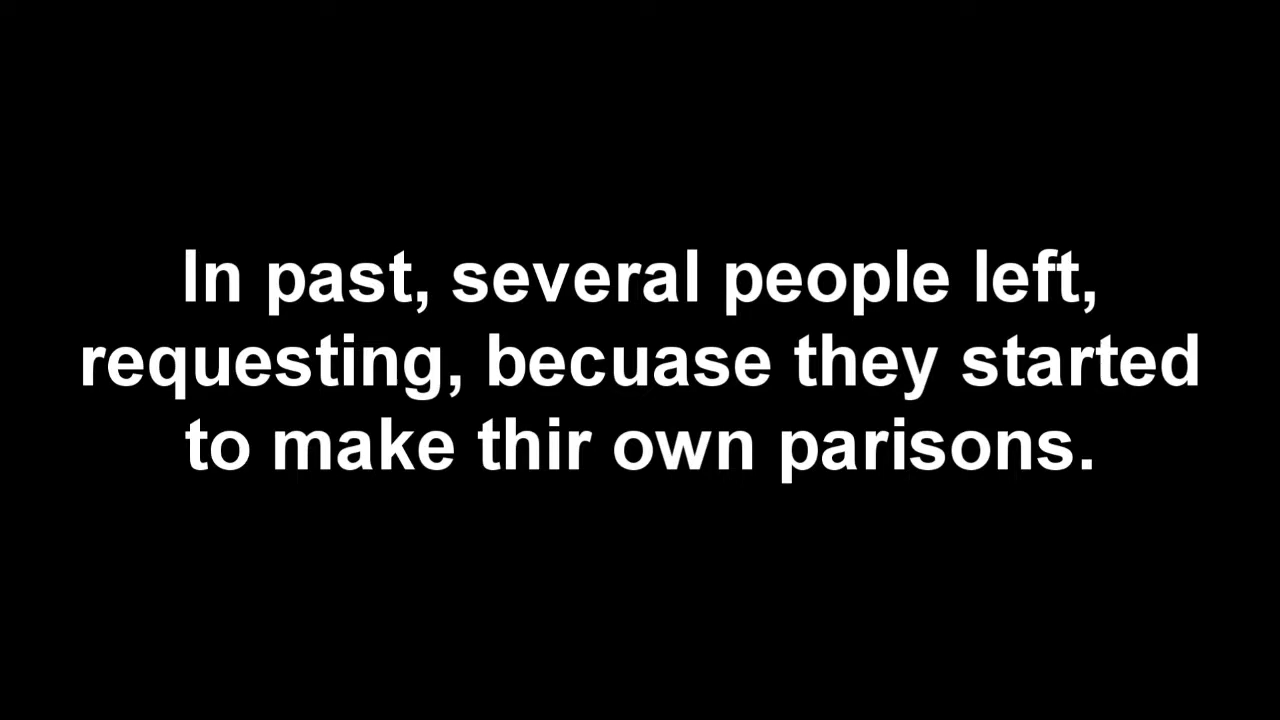 In past, several people left,
requesting, becuase they started
to make thir own parisons.